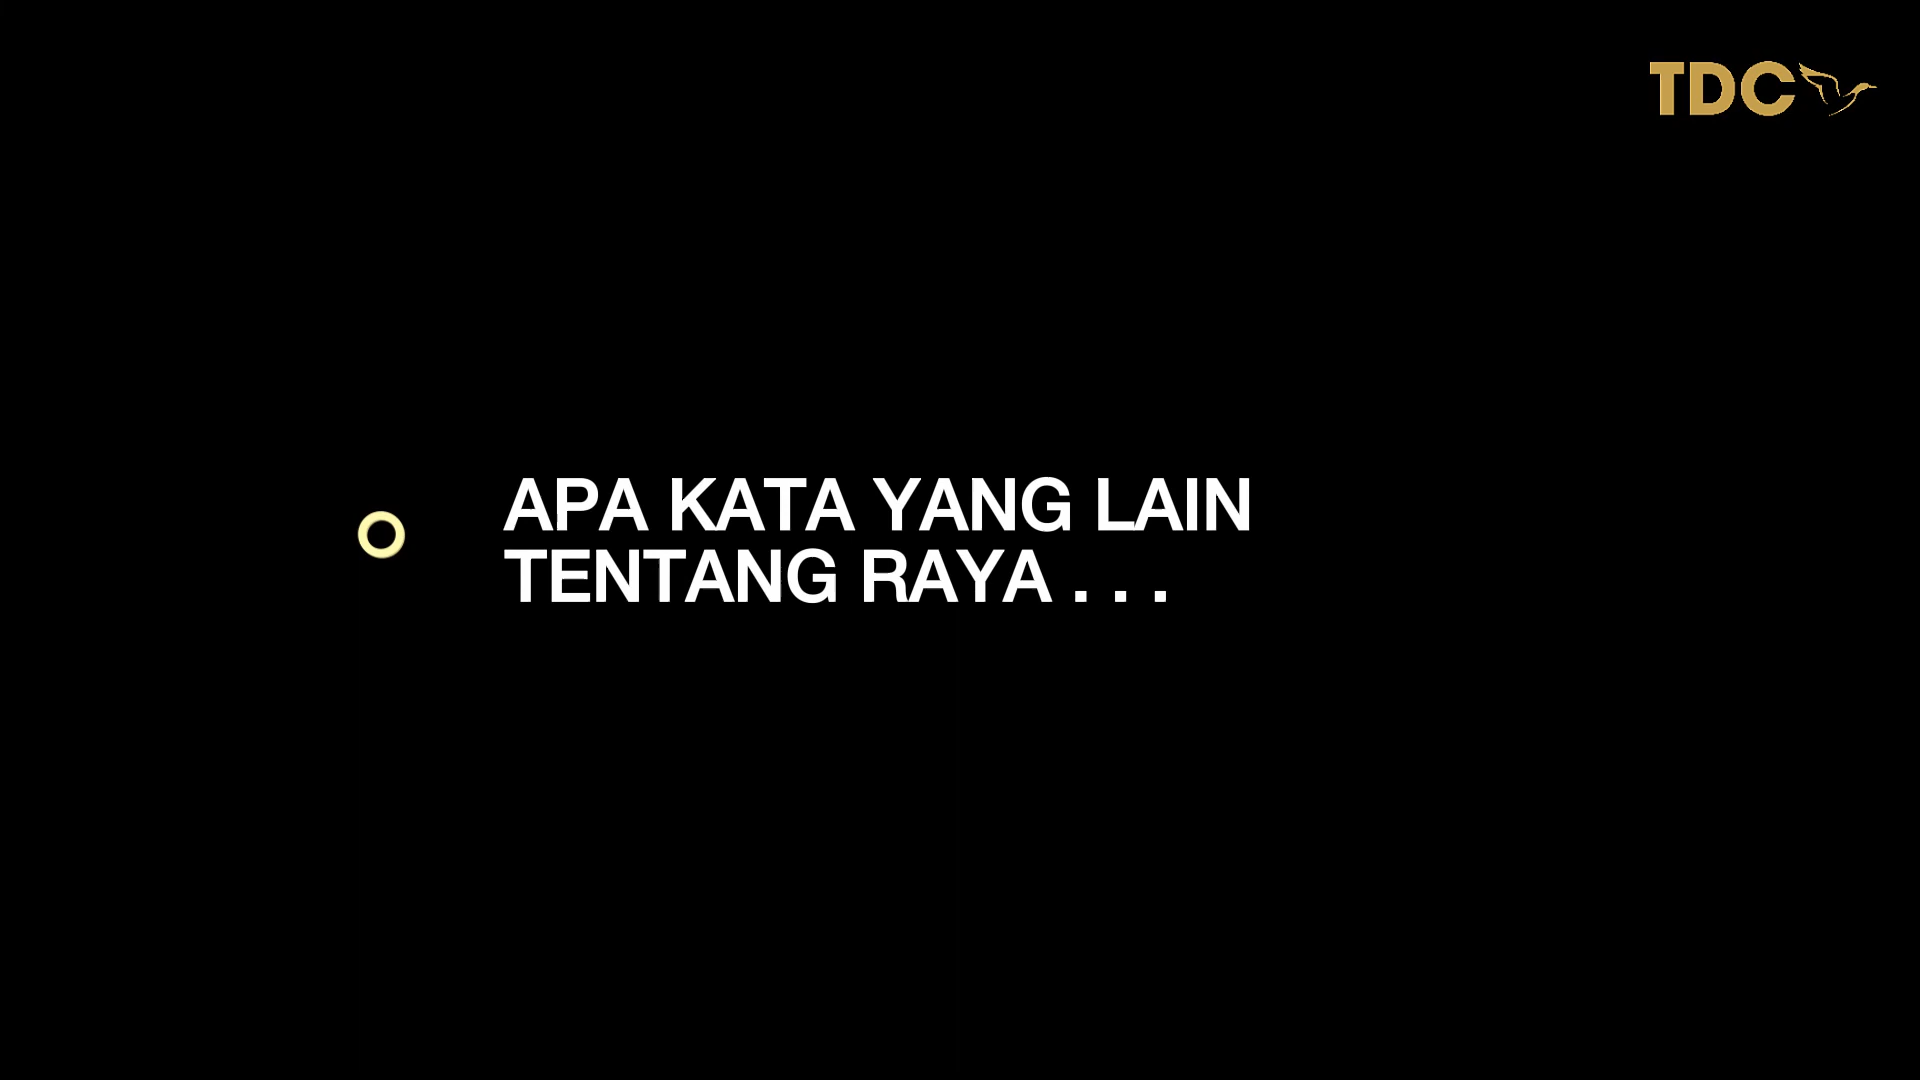 TDC
APA KATA YANG LAIN
TENTANG RAYA . . .